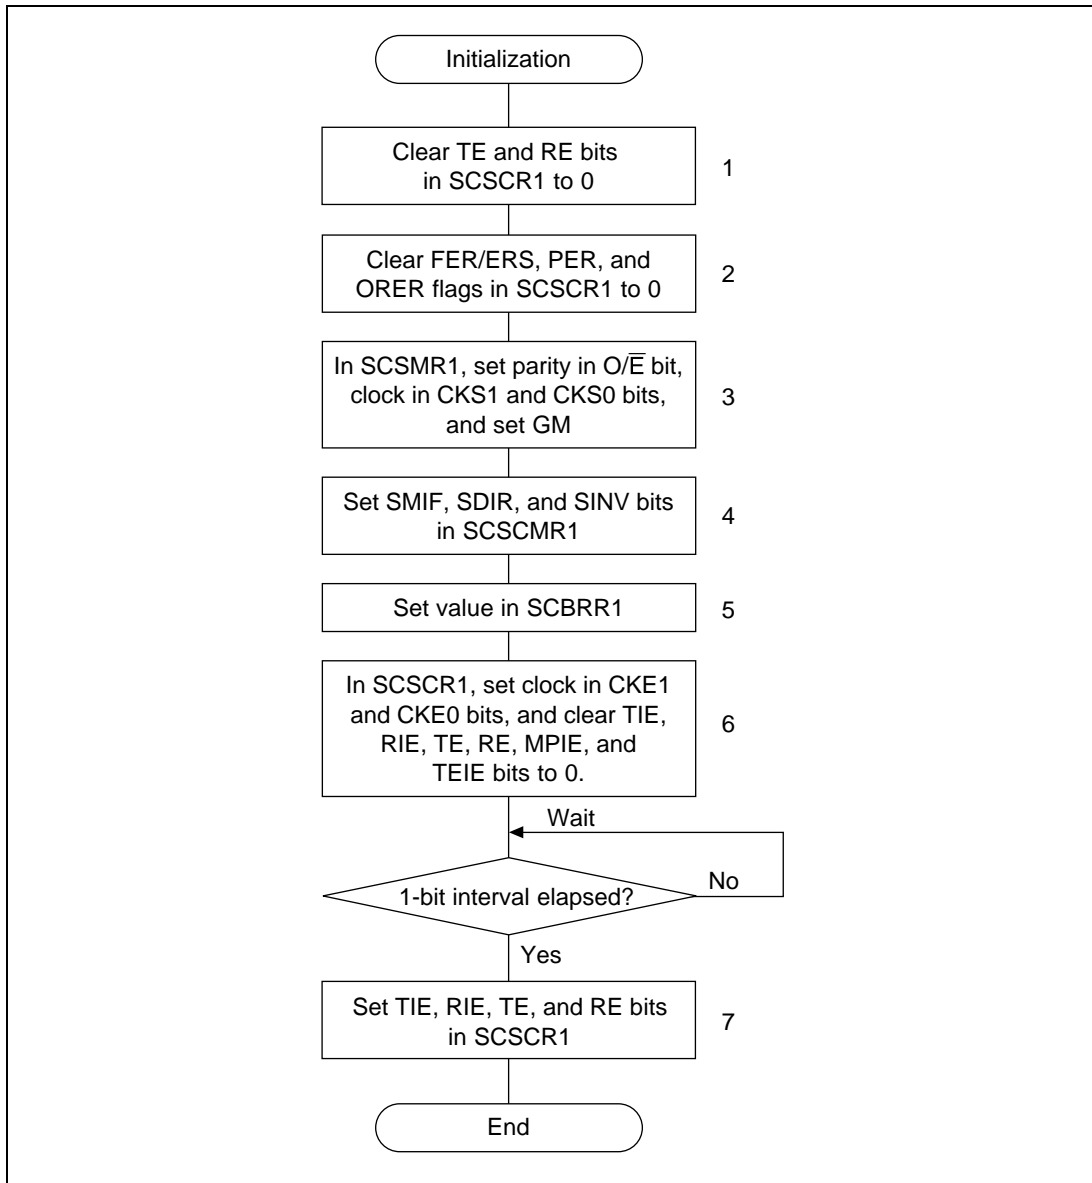 Initialization
Clear TE and RE bits
in SCSCR1 to 0
1
Clear FER/ERS, PER, and
ORER flags in SCSCR1 to 0
2
In SCSMR1, set parity in O/E̅ bit,
clock in CKS1 and CKS0 bits,
and set GM
3
Set SMIF, SDIR, and SINV bits
in SCSCMR1
4
Set value in SCBRR1
5
In SCSCR1, set clock in CKE1
and CKE0 bits, and clear TIE,
RIE, TE, RE, MPIE, and
TEIE bits to 0.
6
Wait
1-bit interval elapsed?
No
Yes
Set TIE, RIE, TE, and RE bits
in SCSCR1
7
End